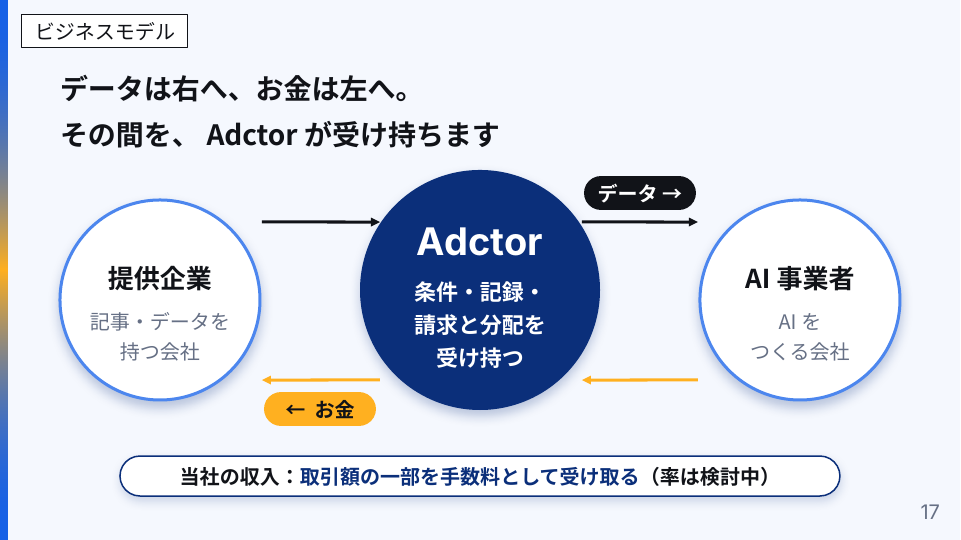 ビジネスモデル
データは右へ、お金は左へ。
その間を、 Adctor が受け持ちます
データ →
Adctor
条件・記録・
請求と分配を
受け持つ
提供企業
記事・データを
持つ会社
AI 事業者
AI を
つくる会社
← お金
当社の収入：取引額の一部を手数料として受け取る（率は検討中）
17